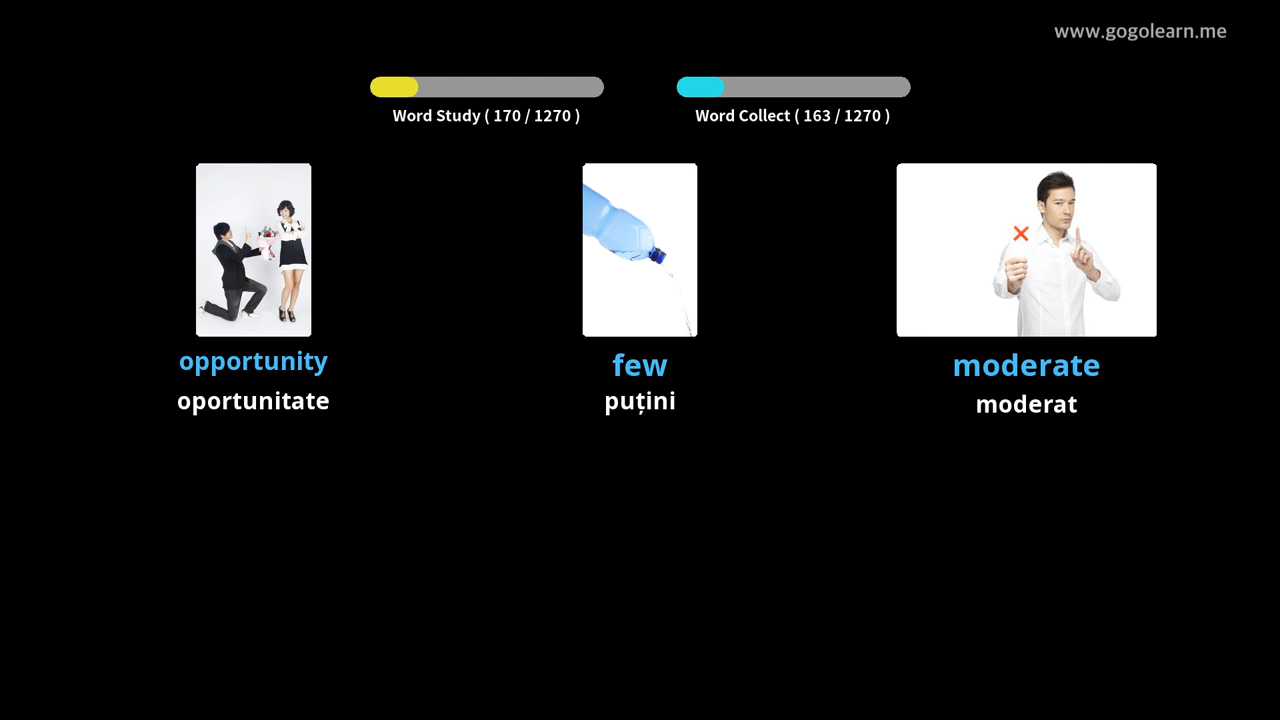 www.gogolearn.me
Word Study ( 170 / 1270 )
Word Collect ( 163 / 1270 )
opportunity
oportunitate
few
puțini
moderate
moderat